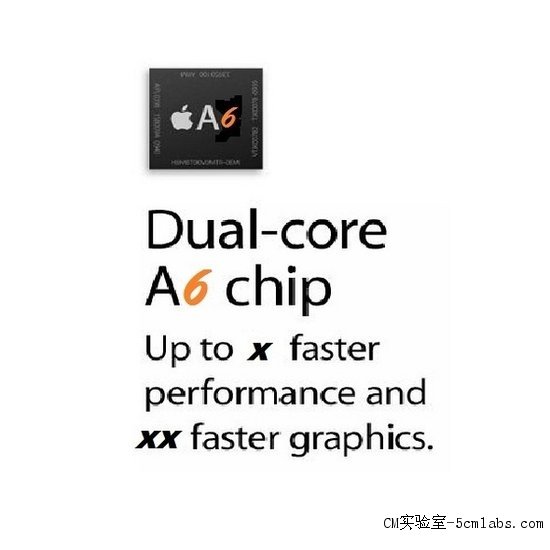 A6
Dual-core
A6 chip
Up to x faster
performance and
xx faster graphics.
CM实验室-5cmlabs.com